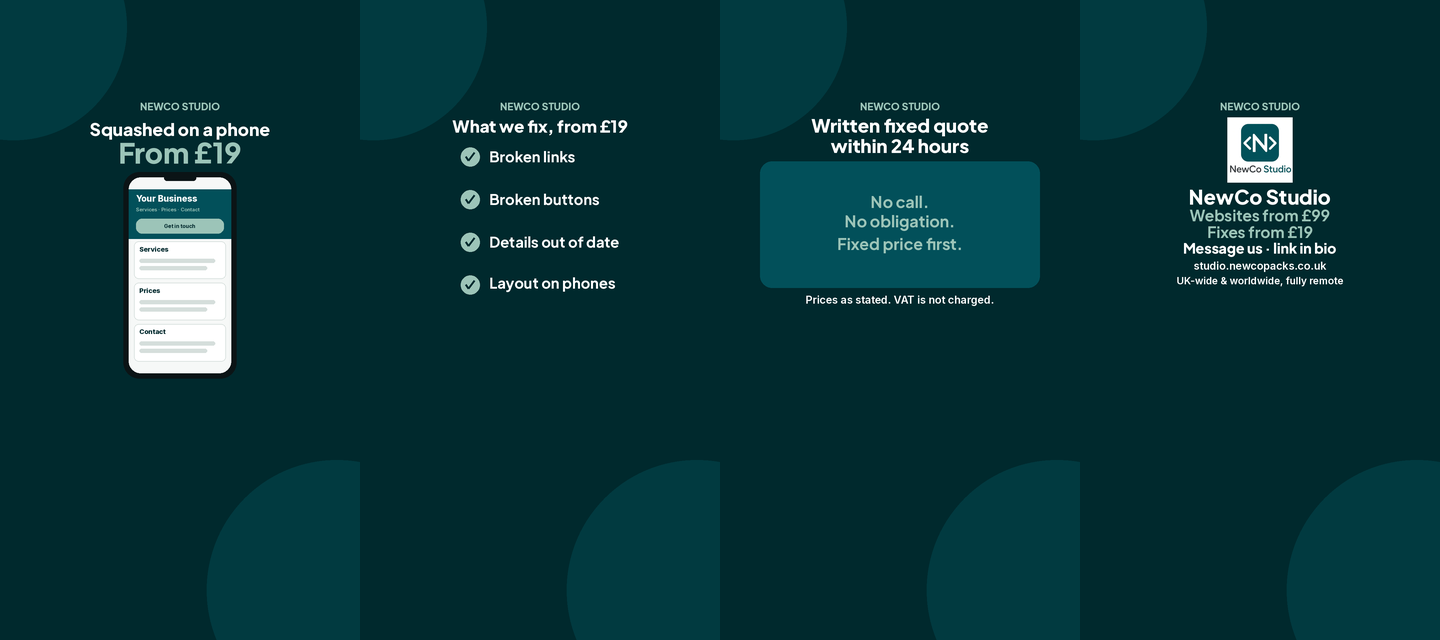 NEWCO STUDIO
Squashed on a phone
From £19
Your Business
Services · Prices · Contact
Get in touch
Services
Prices
Contact
NEWCO STUDIO
What we fix, from £19
Broken links
Broken buttons
Details out of date
Layout on phones
NEWCO STUDIO
Written fixed quote
within 24 hours
No call.
No obligation.
Fixed price first.
Prices as stated. VAT is not charged.
NEWCO STUDIO
<N>
NewCo Studio
NewCo Studio
Websites from £99
Fixes from £19
Message us · link in bio
studio.newcopacks.co.uk
UK-wide & worldwide, fully remote